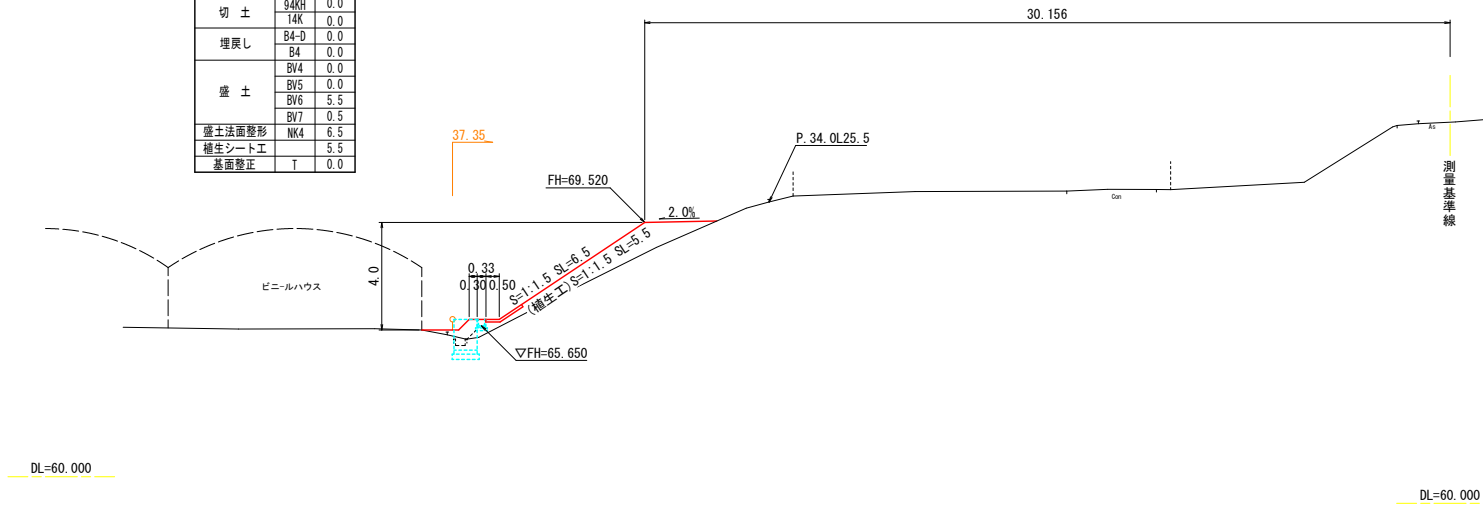 切 土 94KH 0.0
14K 0.0
埋戻し B4-D 0.0
B4 0.0
盛 土 BV4 0.0
BV5 0.0
BV6 5.5
BV7 0.5
盛土法面整形 NK4 6.5
植生シート工 5.5
基面整正 T 0.0
30.156
37.35
P.34.0L25.5
As
測量基準線
FH=69.520
2.0%
Con
4.0
0.33
0.30 0.50
S=1:1.5 SL=6.5
(植生工)S=1:1.5 SL=5.5
ビニールハウス
▽FH=65.650
DL=60.000
DL=60.000